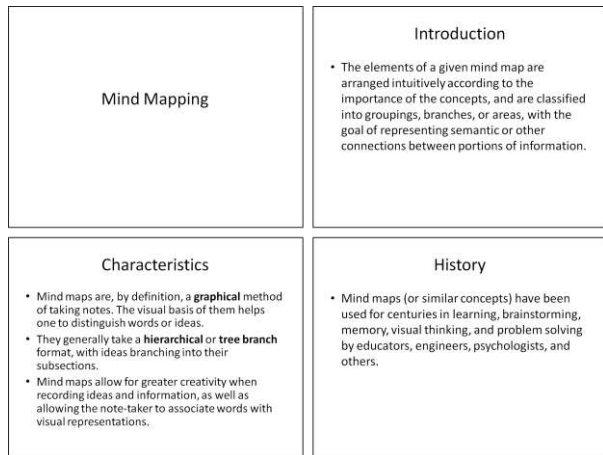 Mind Mapping
Introduction
• The elements of a given mind map are
arranged intuitively according to the
importance of the concepts, and are classified
into groupings, branches, or areas, with the
goal of representing semantic or other
connections between portions of information.
Characteristics
• Mind maps are, by definition, a graphical method
of taking notes. The visual basis of them helps
one to distinguish words or ideas.
• They generally take a hierarchical or tree branch
format, with ideas branching into their
subsections.
• Mind maps allow for greater creativity when
recording ideas and information, as well as
allowing the note-taker to associate words with
visual representations.
History
• Mind maps (or similar concepts) have been
used for centuries in learning, brainstorming,
memory, visual thinking, and problem solving
by educators, engineers, psychologists, and
others.